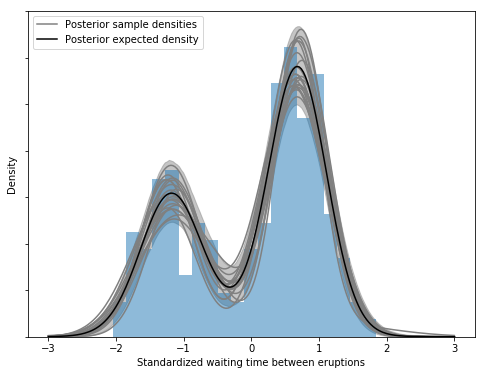 Posterior sample densities
Posterior expected density
Density
−3 −2 −1 0 1 2 3
Standardized waiting time between eruptions